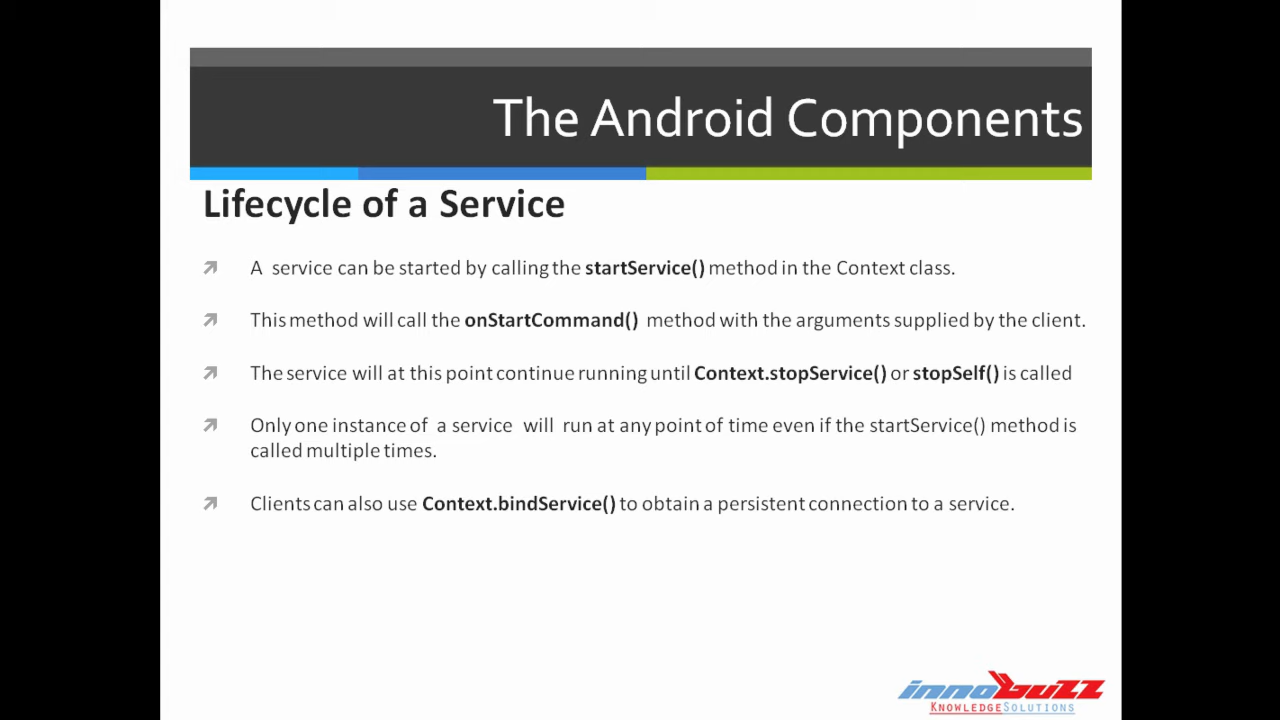 The Android Components
Lifecycle of a Service
A service can be started by calling the startService() method in the Context class.
This method will call the onStartCommand() method with the arguments supplied by the client.
The service will at this point continue running until Context.stopService() or stopSelf() is called
Only one instance of a service will run at any point of time even if the startService() method is
called multiple times.
Clients can also use Context.bindService() to obtain a persistent connection to a service.
innobuzz
KNOWLEDGESOLUTIONS